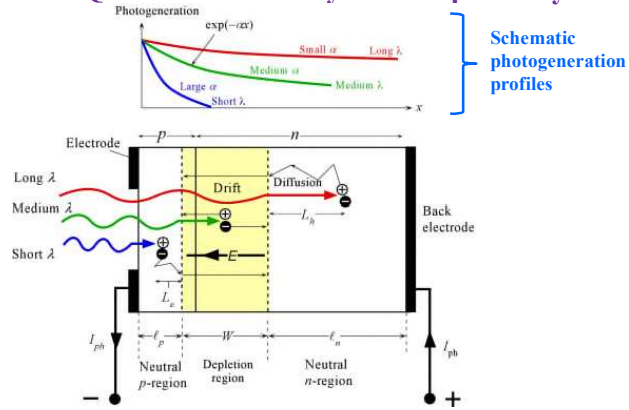 Photogeneration
exp(−αx)
Small α
Long λ
Medium α
Medium λ
Large α
Short λ
x
Schematic
photogeneration
profiles
p
n
Electrode
Long λ
Medium λ
Short λ
Drift
Diffusion
L_h
E
L_e
Back
electrode
I_ph
ℓ_p
W
ℓ_n
I_ph
Neutral
p-region
Depletion
region
Neutral
n-region